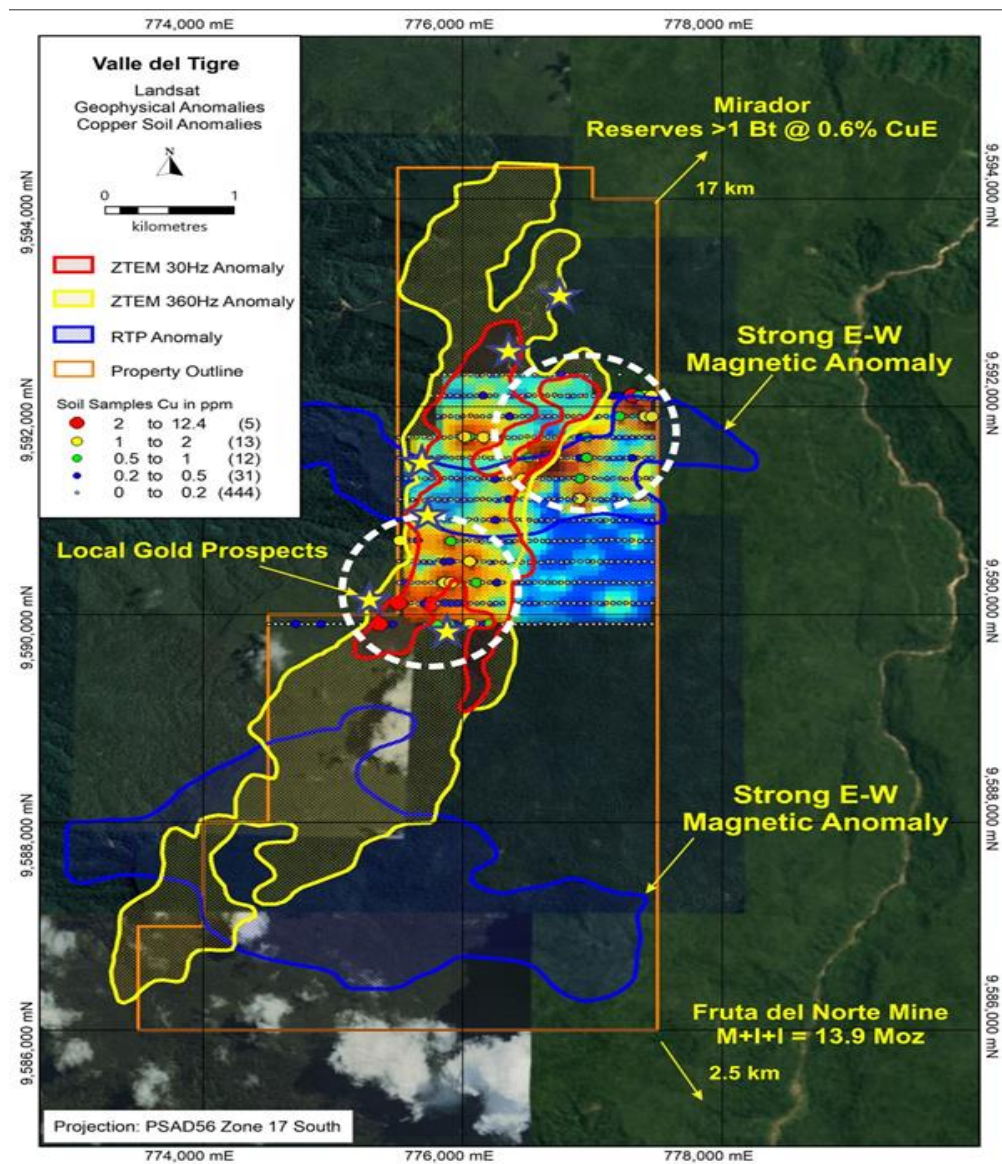 774,000 mE
776,000 mE
778,000 mE
Valle del Tigre
Landsat
Geophysical Anomalies
Copper Soil Anomalies
N
0 1
kilometres
ZTEM 30Hz Anomaly
ZTEM 360Hz Anomaly
RTP Anomaly
Property Outline
Soil Samples Cu in ppm
2 to 12.4 (5)
1 to 2 (13)
0.5 to 1 (12)
0.2 to 0.5 (31)
0 to 0.2 (444)
Mirador
Reserves >1 Bt @ 0.6% CuE
17 km
9,594,000 mN
9,594,000 mN
Strong E-W
Magnetic Anomaly
9,592,000 mN
9,592,000 mN
Local Gold Prospects
9,590,000 mN
9,590,000 mN
Strong E-W
Magnetic Anomaly
9,588,000 mN
9,588,000 mN
Fruta del Norte Mine
M+I+I = 13.9 Moz
2.5 km
9,586,000 mN
9,586,000 mN
Projection: PSAD56 Zone 17 South
774,000 mE
776,000 mE
778,000 mE